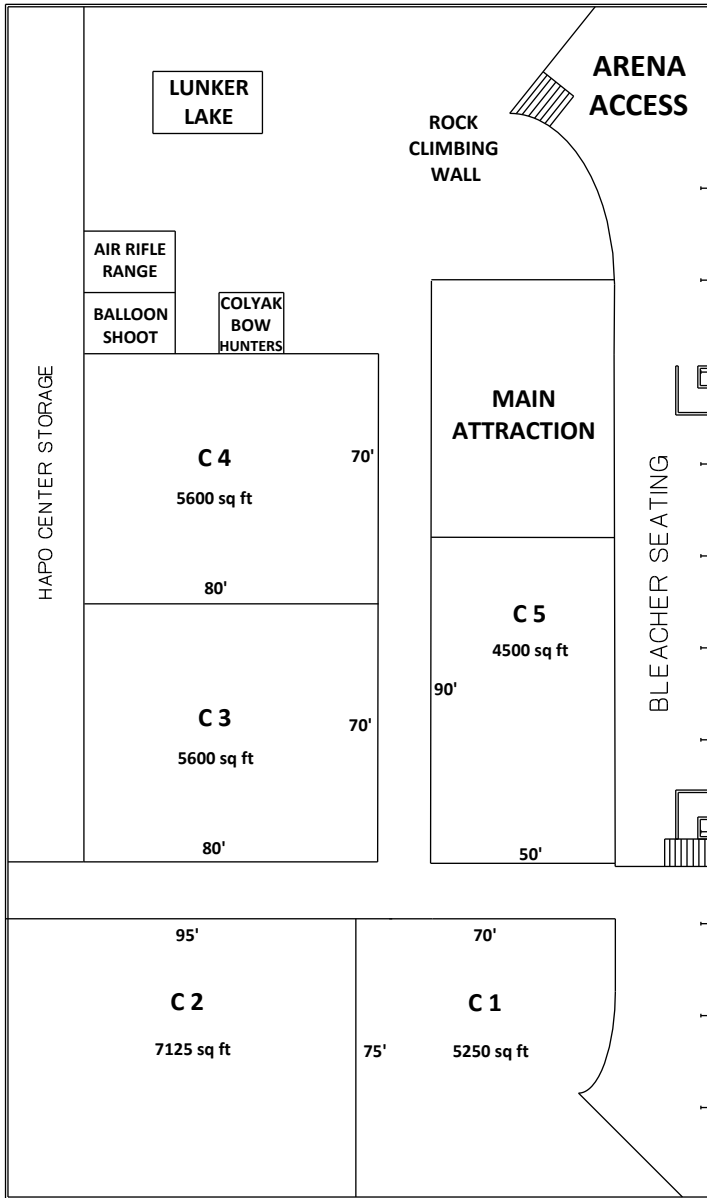 ARENA
ACCESS
LUNKER
LAKE
ROCK
CLIMBING
WALL
AIR RIFLE
RANGE
BALLOON
SHOOT
COLYAK
BOW
HUNTERS
HAPO CENTER STORAGE
MAIN
ATTRACTION
C 4
5600 sq ft
70'
80'
BLEACHER SEATING
C 5
4500 sq ft
90'
50'
C 3
5600 sq ft
70'
80'
95'
C 2
7125 sq ft
75'
70'
C 1
5250 sq ft